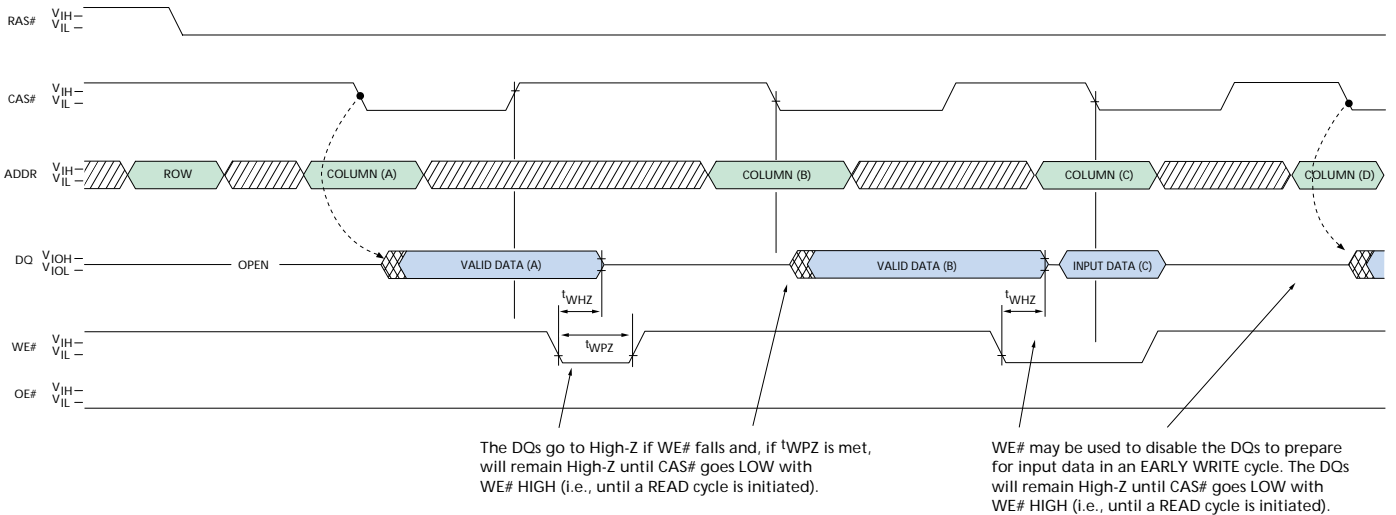 RAS# VIH
VIL
CAS# VIH
VIL
ADDR VIH
VIL
ROW COLUMN (A) COLUMN (B) COLUMN (C) COLUMN (D)
DQ VIOH
VIOL
OPEN VALID DATA (A) VALID DATA (B) INPUT DATA (C)
tWHZ tWHZ
tWPZ
WE# VIH
VIL
OE# VIH
VIL
The DQs go to High-Z if WE# falls and, if tWPZ is met,
will remain High-Z until CAS# goes LOW with
WE# HIGH (i.e., until a READ cycle is initiated).
WE# may be used to disable the DQs to prepare
for input data in an EARLY WRITE cycle. The DQs
will remain High-Z until CAS# goes LOW with
WE# HIGH (i.e., until a READ cycle is initiated).